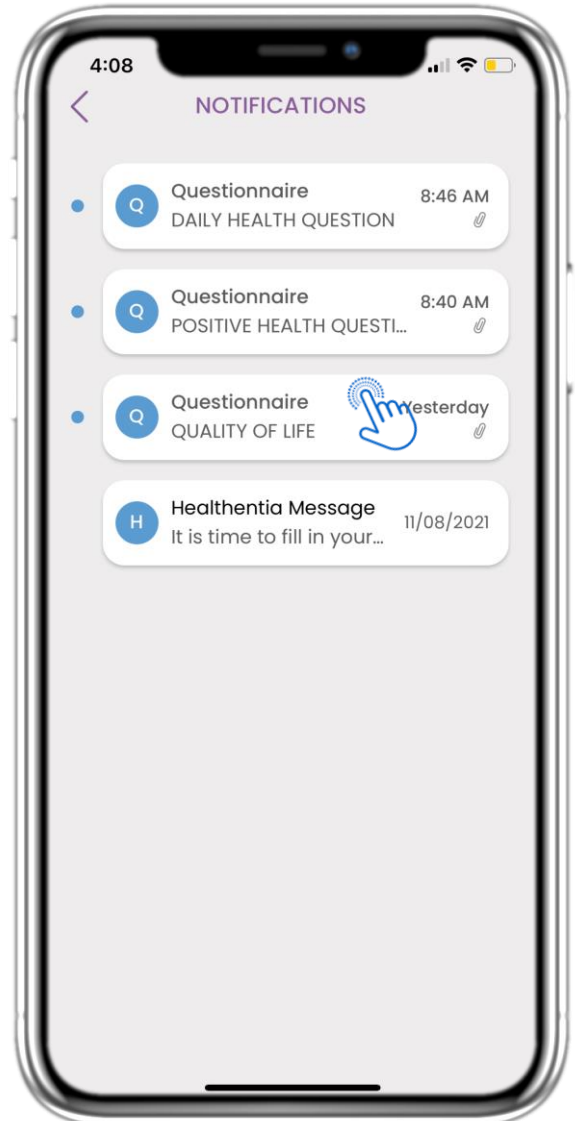 4:08
NOTIFICATIONS
Q
Questionnaire
8:46 AM
DAILY HEALTH QUESTION
Q
Questionnaire
8:40 AM
POSITIVE HEALTH QUESTI...
Q
Questionnaire
Yesterday
QUALITY OF LIFE
H
Healthentia Message
11/08/2021
It is time to fill in your...